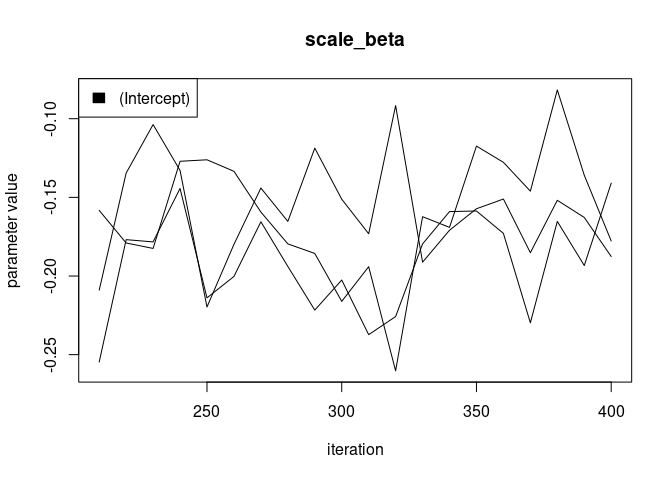 scale_beta
(Intercept)
parameter value
-0.10
-0.15
-0.20
-0.25
250
300
350
400
iteration